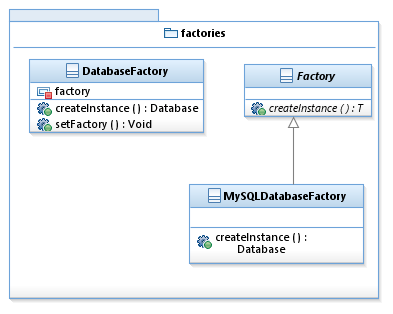 factories
DatabaseFactory
factory
createInstance ( ) : Database
setFactory ( ) : Void
Factory
createInstance ( ) : T
MySQLDatabaseFactory
createInstance ( ) :
Database